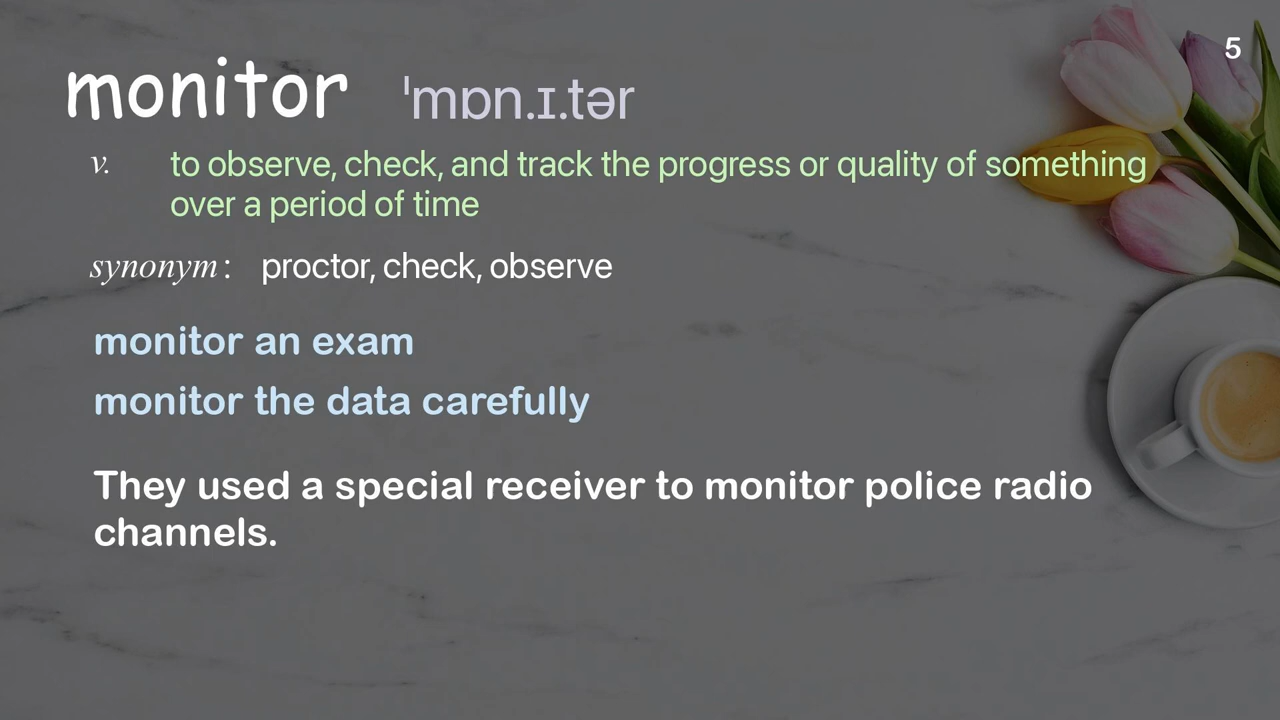 5
monitor ˈmɒn.ɪ.tər
v. to observe, check, and track the progress or quality of something
over a period of time
synonym : proctor, check, observe
monitor an exam
monitor the data carefully
They used a special receiver to monitor police radio
channels.